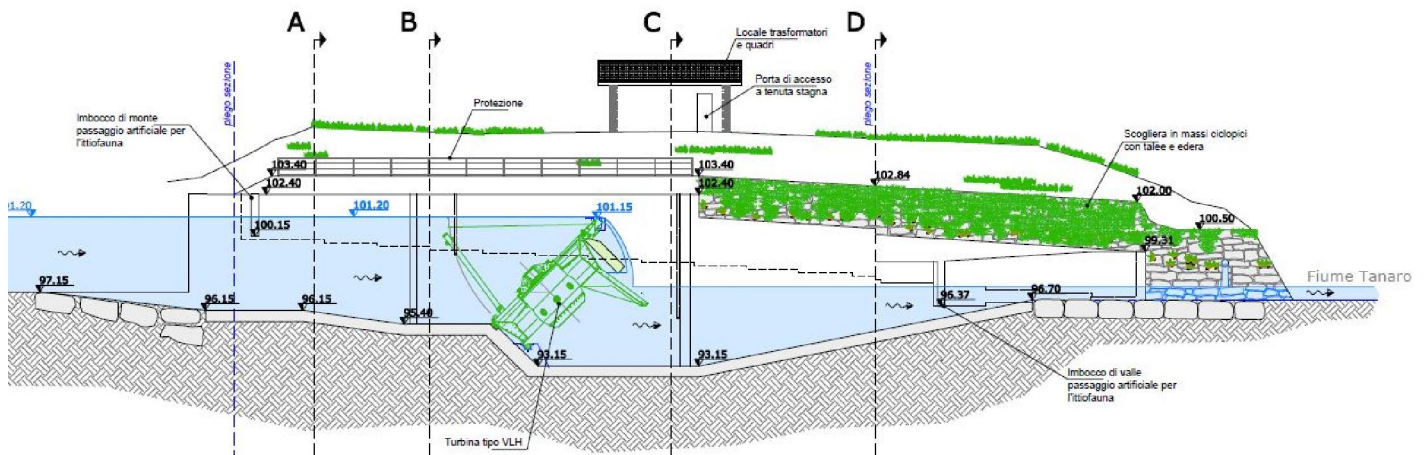 A
B
C
D
Locale trasformatori
e quadri
Porta di accesso
a tenuta stagna
piego sezione
piego sezione
Protezione
Imbocco di monte
passaggio artificiale per
l'ittiofauna
Scogliera in massi ciclopici
con talee e edera
103.40
103.40
102.40
102.40
102.84
102.00
100.50
101.20
101.15
100.15
99.31
97.15
96.15
96.15
95.40
96.37
96.70
93.15
93.15
Fiume Tanaro
Imbocco di valle
passaggio artificiale per
l'ittiofauna
Turbina tipo VLH